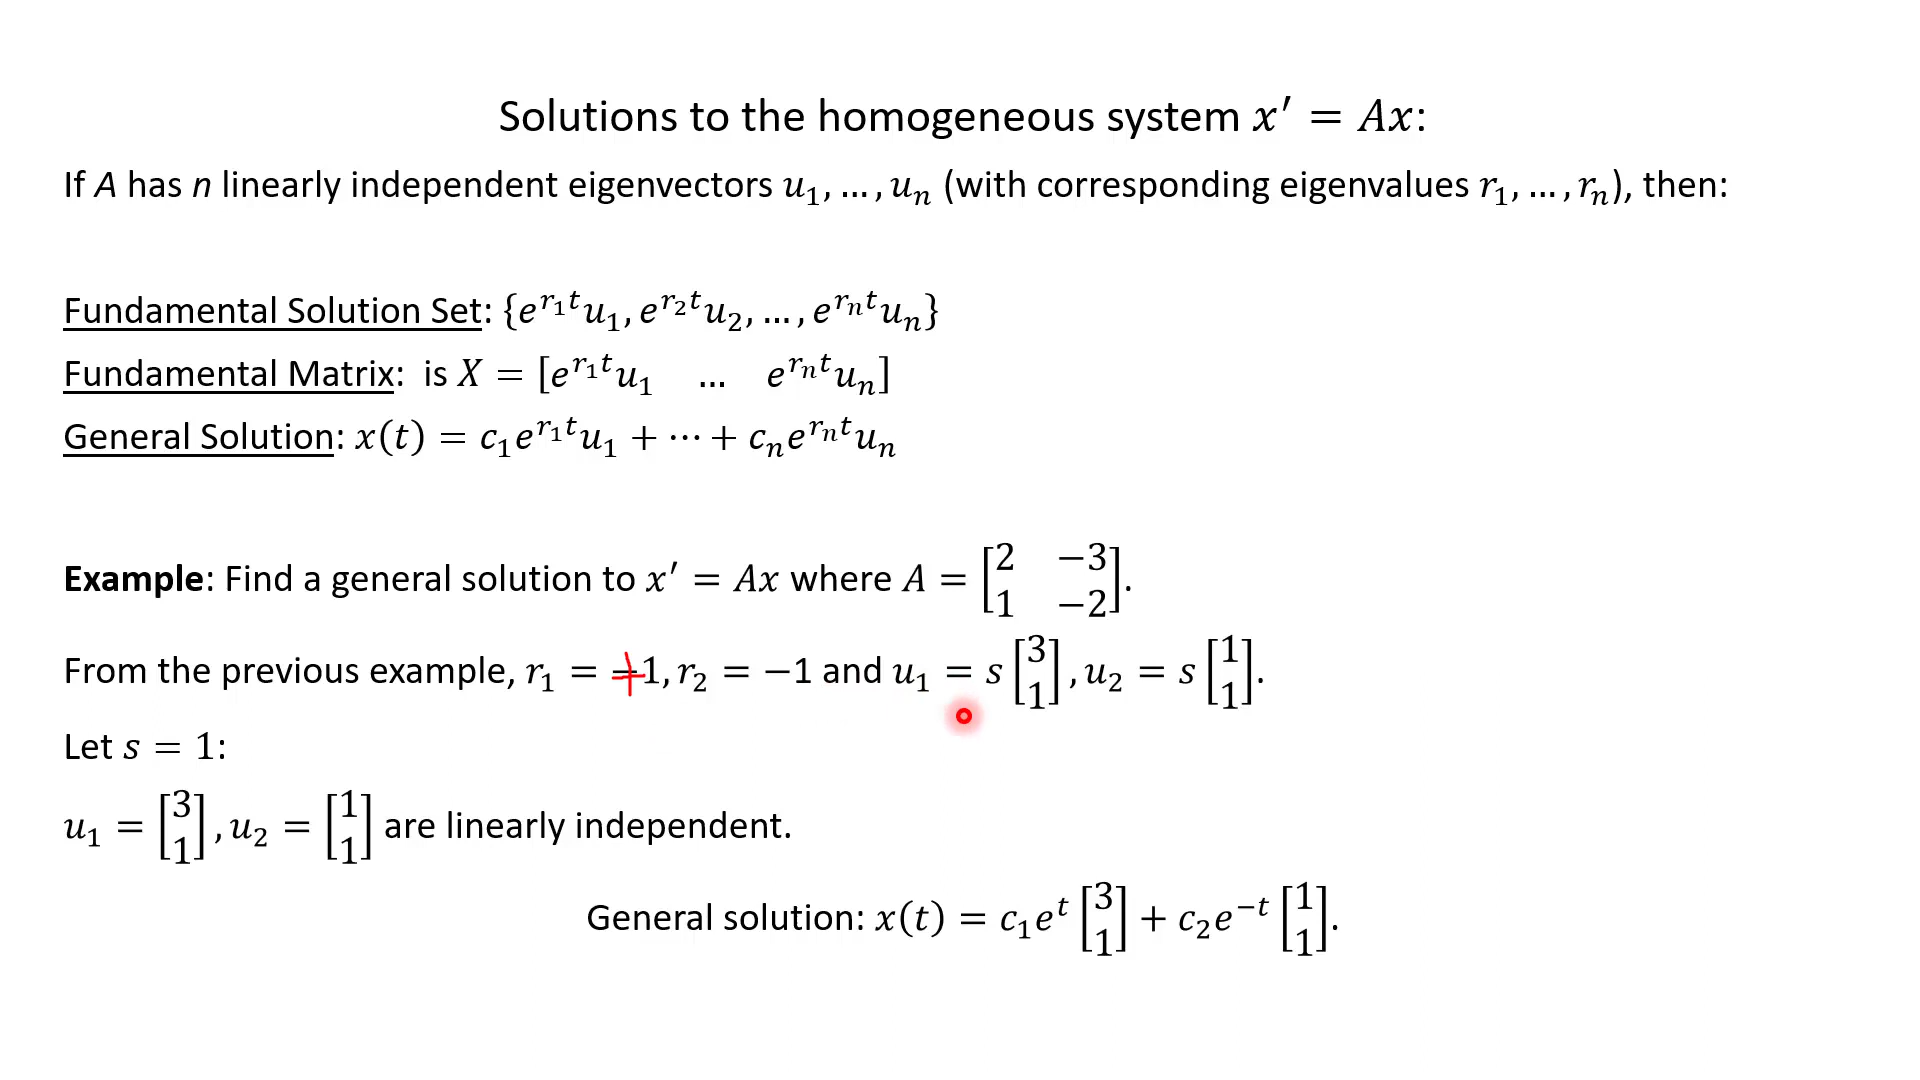 Solutions to the homogeneous system x′ = Ax:
If A has n linearly independent eigenvectors u₁, … , uₙ (with corresponding eigenvalues r₁, … , rₙ), then:
Fundamental Solution Set: {e^{r₁t}u₁, e^{r₂t}u₂, … , e^{rₙt}uₙ}
Fundamental Matrix: is X = [e^{r₁t}u₁ … e^{rₙt}uₙ]
General Solution: x(t) = c₁e^{r₁t}u₁ + ⋯ + cₙe^{rₙt}uₙ
Example: Find a general solution to x′ = Ax where A = [2 −3; 1 −2].
From the previous example, r₁ = +1, r₂ = −1 and u₁ = s[3; 1], u₂ = s[1; 1].
Let s = 1:
u₁ = [3; 1], u₂ = [1; 1] are linearly independent.
General solution: x(t) = c₁e^{t}[3; 1] + c₂e^{−t}[1; 1].